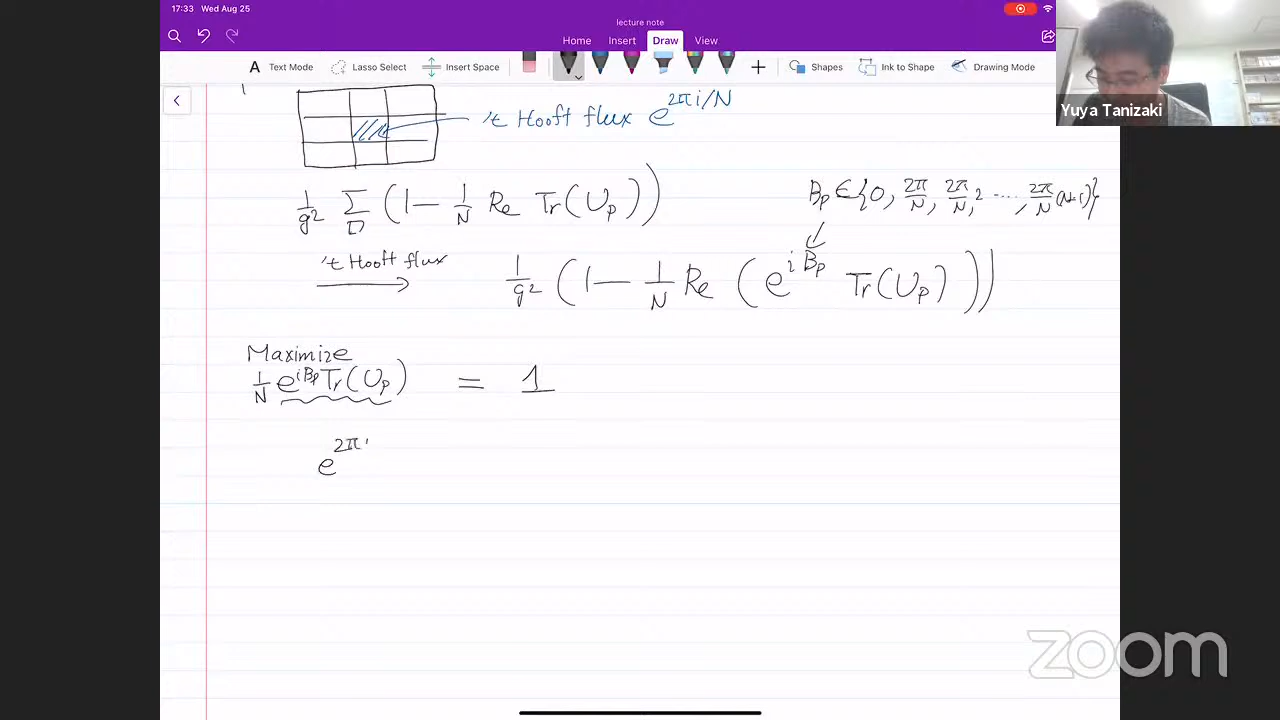 17:33 Wed Aug 25
lecture note
Home Insert Draw View
A Text Mode Lasso Select Insert Space Shapes Ink to Shape Drawing Mode
Yuya Tanizaki
't Hooft flux e^{2πi/N}
1/g² Σ_□ (1 − 1/N Re Tr(U_p))
B_p ∈ {0, 2π/N, 2π/N 2, ..., 2π/N (N-1)}
't Hooft flux → 1/g² (1 − 1/N Re (e^{iB_p} Tr(U_p)))
Maximize
1/N e^{iB_p} Tr(U_p) = 1
e^{2π
zoom